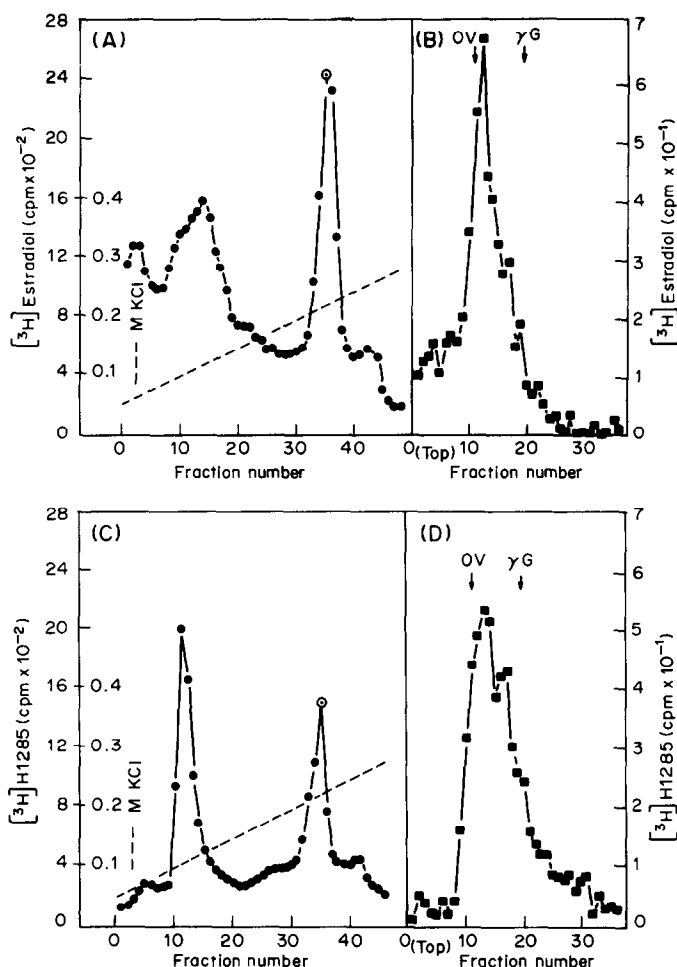 (A)
28
24
20
16
12
8
4
0
[³H] Estradiol (cpm x 10⁻²)
0.4
0.3
0.2
0.1
M KCl
0 10 20 30 40
Fraction number
(B)
OV
γG
0 (Top) 10 20 30
Fraction number
7
6
5
4
3
2
1
0
[³H] Estradiol (cpm x 10⁻¹)
(C)
28
24
20
16
12
8
4
0
[³H] H1285 (cpm x 10⁻²)
0.4
0.3
0.2
0.1
M KCl
0 10 20 30 40
Fraction number
(D)
OV
γG
(Top) 10 20 30
Fraction number
7
6
5
4
3
2
1
0
[³H] H1285 (cpm x 10⁻¹)